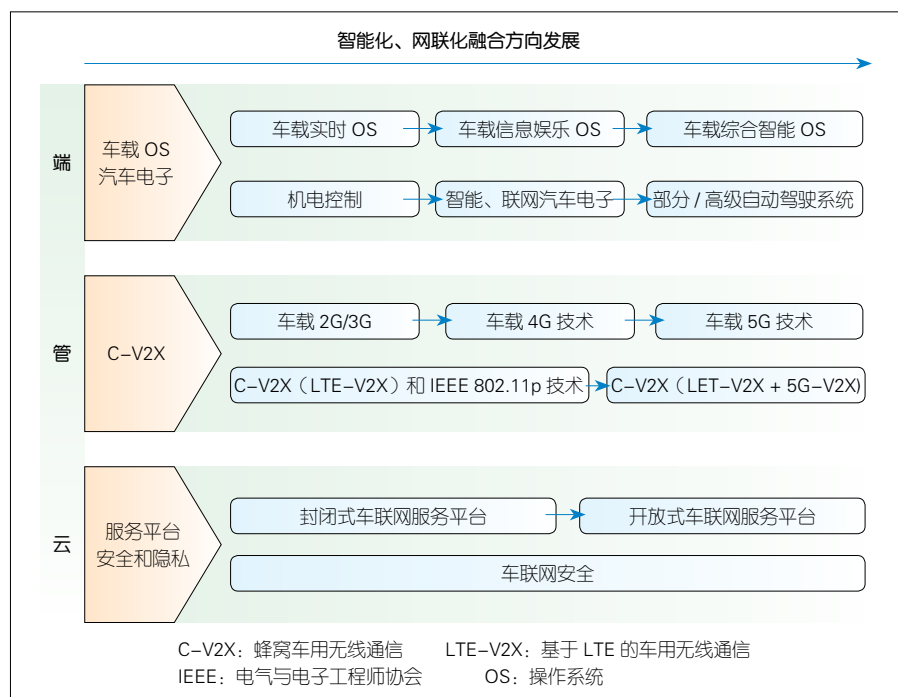 智能化、网联化融合方向发展
端
车载 OS
汽车电子
车载实时 OS
车载信息娱乐 OS
车载综合智能 OS
机电控制
智能、联网汽车电子
部分 / 高级自动驾驶系统
管
C–V2X
车载 2G/3G
车载 4G 技术
车载 5G 技术
C–V2X（LTE–V2X）和 IEEE 802.11p 技术
C–V2X（LET–V2X + 5G–V2X)
云
服务平台
安全和隐私
封闭式车联网服务平台
开放式车联网服务平台
车联网安全
C–V2X：蜂窝车用无线通信 LTE–V2X：基于 LTE 的车用无线通信
IEEE：电气与电子工程师协会 OS：操作系统